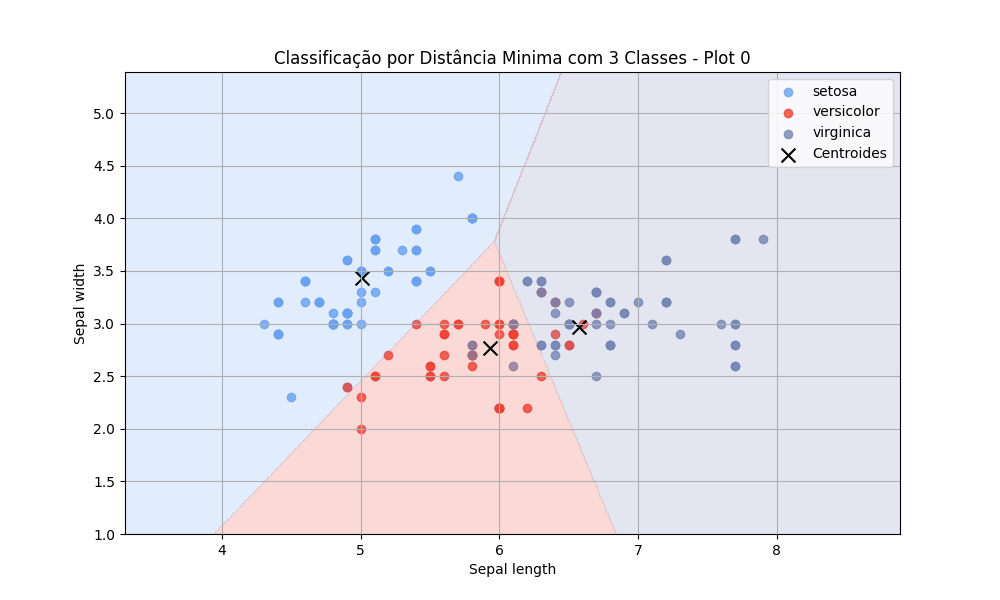 Classificação por Distância Minima com 3 Classes - Plot 0
setosa
versicolor
virginica
Centroides
Sepal width
5.0
4.5
4.0
3.5
3.0
2.5
2.0
1.5
1.0
4 5 6 7 8
Sepal length